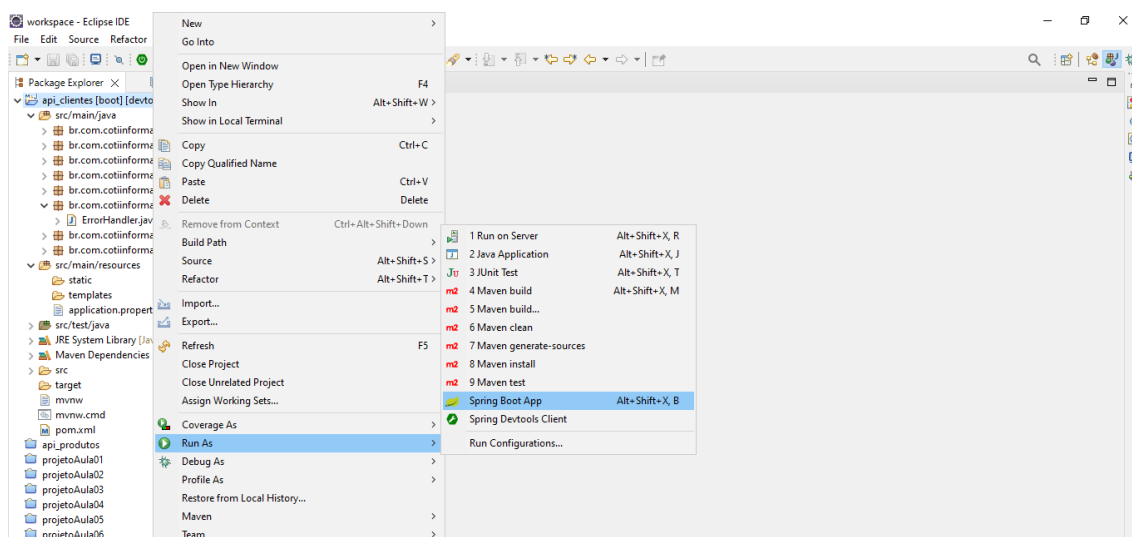 workspace - Eclipse IDE
File Edit Source Refactor
Package Explorer
api_clientes [boot] [devto
src/main/java
br.com.cotiinforma
br.com.cotiinforma
br.com.cotiinforma
br.com.cotiinforma
br.com.cotiinforma
br.com.cotiinforma
ErrorHandler.jav
br.com.cotiinforma
br.com.cotiinforma
src/main/resources
static
templates
application.propert
src/test/java
JRE System Library [Jav
Maven Dependencies
src
target
mvnw
mvnw.cmd
pom.xml
api_produtos
projetoAula01
projetoAula02
projetoAula03
projetoAula04
projetoAula05
projetoAula06
New
Go Into
Open in New Window
Open Type Hierarchy F4
Show In Alt+Shift+W
Show in Local Terminal
Copy Ctrl+C
Copy Qualified Name
Paste Ctrl+V
Delete Delete
Remove from Context Ctrl+Alt+Shift+Down
Build Path
Source Alt+Shift+S
Refactor Alt+Shift+T
Import...
Export...
Refresh F5
Close Project
Close Unrelated Project
Assign Working Sets...
Coverage As
Run As
Debug As
Profile As
Restore from Local History...
Maven
Team
1 Run on Server Alt+Shift+X, R
2 Java Application Alt+Shift+X, J
Ju 3 JUnit Test Alt+Shift+X, T
m2 4 Maven build Alt+Shift+X, M
m2 5 Maven build...
m2 6 Maven clean
m2 7 Maven generate-sources
m2 8 Maven install
m2 9 Maven test
Spring Boot App Alt+Shift+X, B
Spring Devtools Client
Run Configurations...